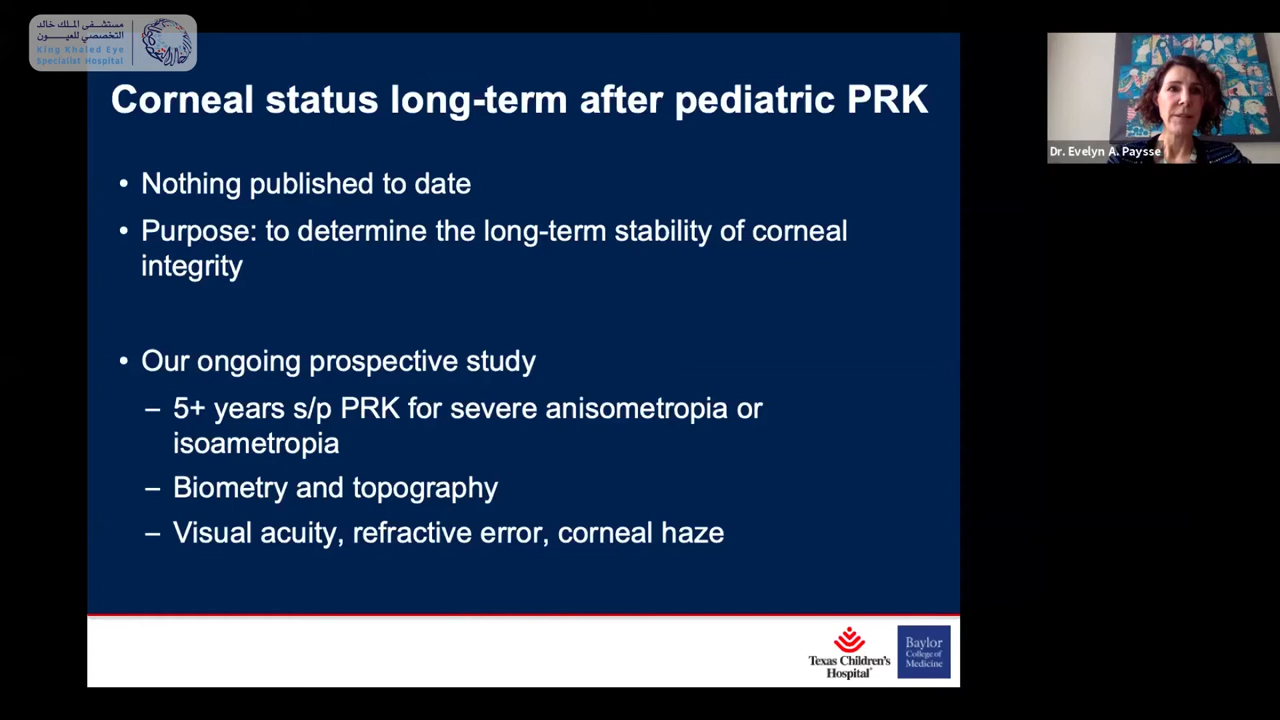 مستشفى الملك خالد
التخصصي للعيون
King Khaled Eye
Specialist Hospital
Corneal status long-term after pediatric PRK
• Nothing published to date
• Purpose: to determine the long-term stability of corneal
integrity
• Our ongoing prospective study
– 5+ years s/p PRK for severe anisometropia or
isoametropia
– Biometry and topography
– Visual acuity, refractive error, corneal haze
Texas Children's
Hospital
Baylor
College of
Medicine
Dr. Evelyn A. Paysse